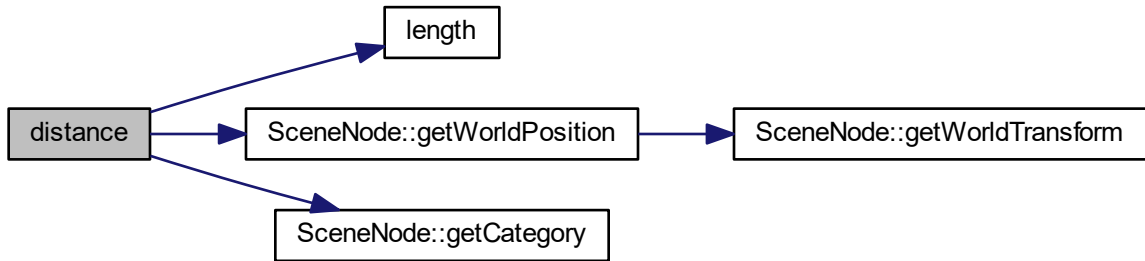 length
distance
SceneNode::getWorldPosition
SceneNode::getWorldTransform
SceneNode::getCategory